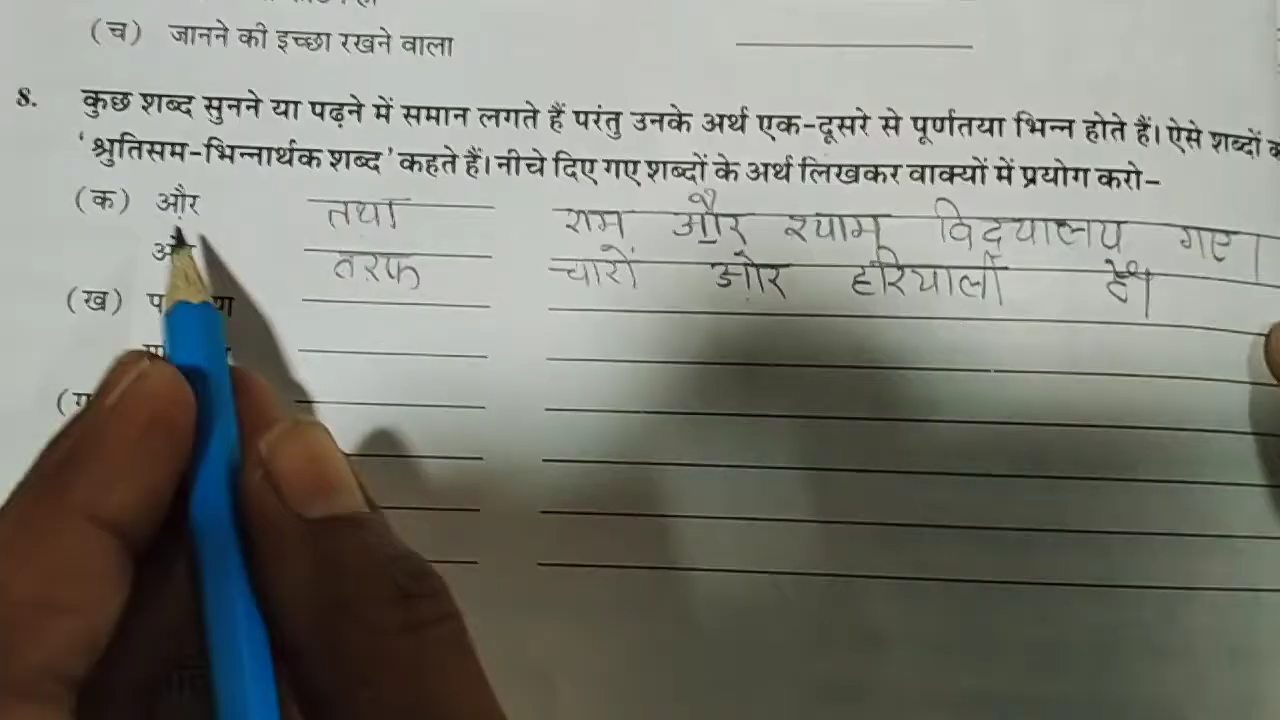 (च) जानने की इच्छा रखने वाला
8. कुछ शब्द सुनने या पढ़ने में समान लगते हैं परंतु उनके अर्थ एक-दूसरे से पूर्णतया भिन्न होते हैं। ऐसे शब्दों
'श्रुतिसम-भिन्नार्थक शब्द' कहते हैं। नीचे दिए गए शब्दों के अर्थ लिखकर वाक्यों में प्रयोग करो-
(क) और तथा राम और श्याम विद्यालय गए।
तरफ चारों ओर हरियाली है।
(ख)